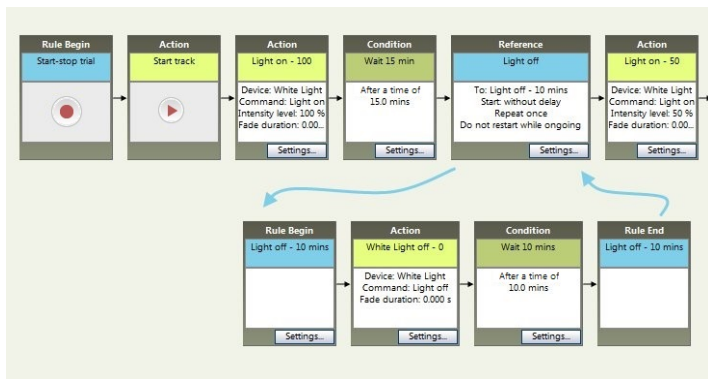 Rule Begin
Start-stop trial
Action
Start track
Action
Light on - 100
Device: White Light
Command: Light on
Intensity level: 100 %
Fade duration: 0.00...
Settings...
Condition
Wait 15 min
After a time of
15.0 mins
Settings...
Reference
Light off
To: Light off - 10 mins
Start: without delay
Repeat once
Do not restart while ongoing
Settings...
Action
Light on - 50
Device: White Light
Command: Light on
Intensity level: 50 %
Fade duration: 0.00...
Settings...
Rule Begin
Light off - 10 mins
Settings...
Action
White Light off - 0
Device: White Light
Command: Light off
Fade duration: 0.000 s
Condition
Wait 10 mins
After a time of
10.0 mins
Settings...
Rule End
Light off - 10 mins